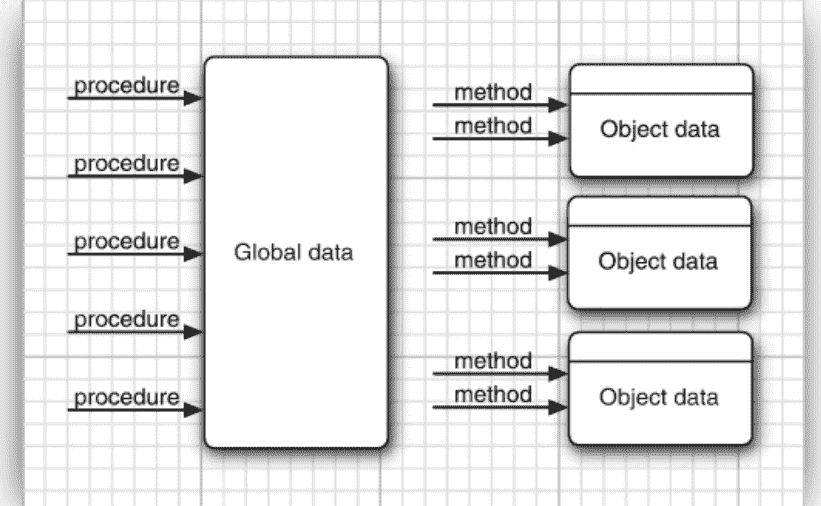 procedure
procedure
procedure
procedure
procedure
Global data
method
method
Object data
method
method
Object data
method
method
Object data